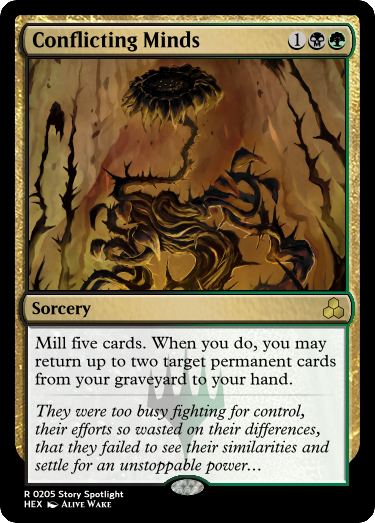 Conflicting Minds 1
Sorcery
Mill five cards. When you do, you may
return up to two target permanent cards
from your graveyard to your hand.
They were too busy fighting for control,
their efforts so wasted on their differences,
that they failed to see their similarities and
settle for an unstoppable power...
R 0205 Story Spotlight
HEX Alive Wake